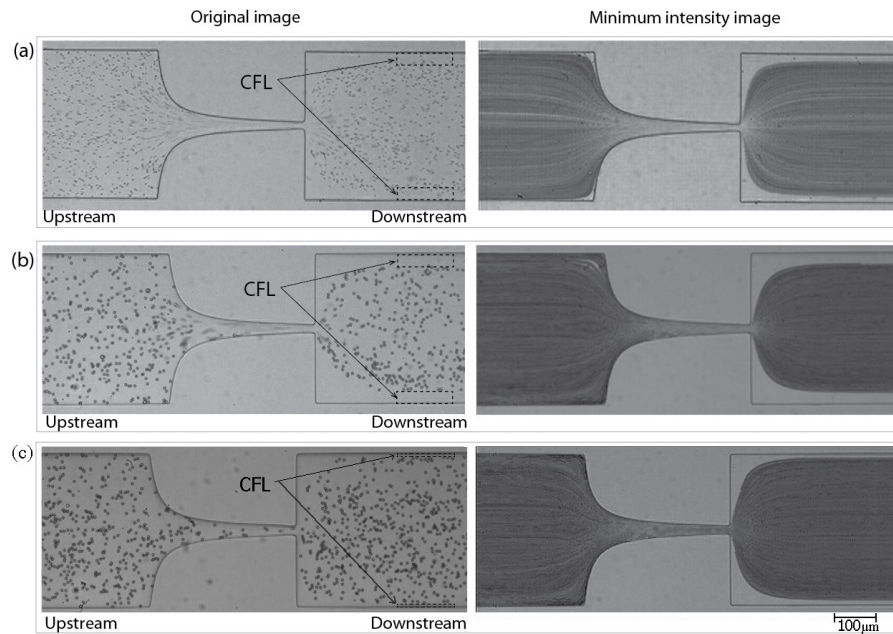 Original image
Minimum intensity image
(a)
CFL
Upstream
Downstream
(b)
CFL
Upstream
Downstream
(c)
CFL
Upstream
Downstream
100μm